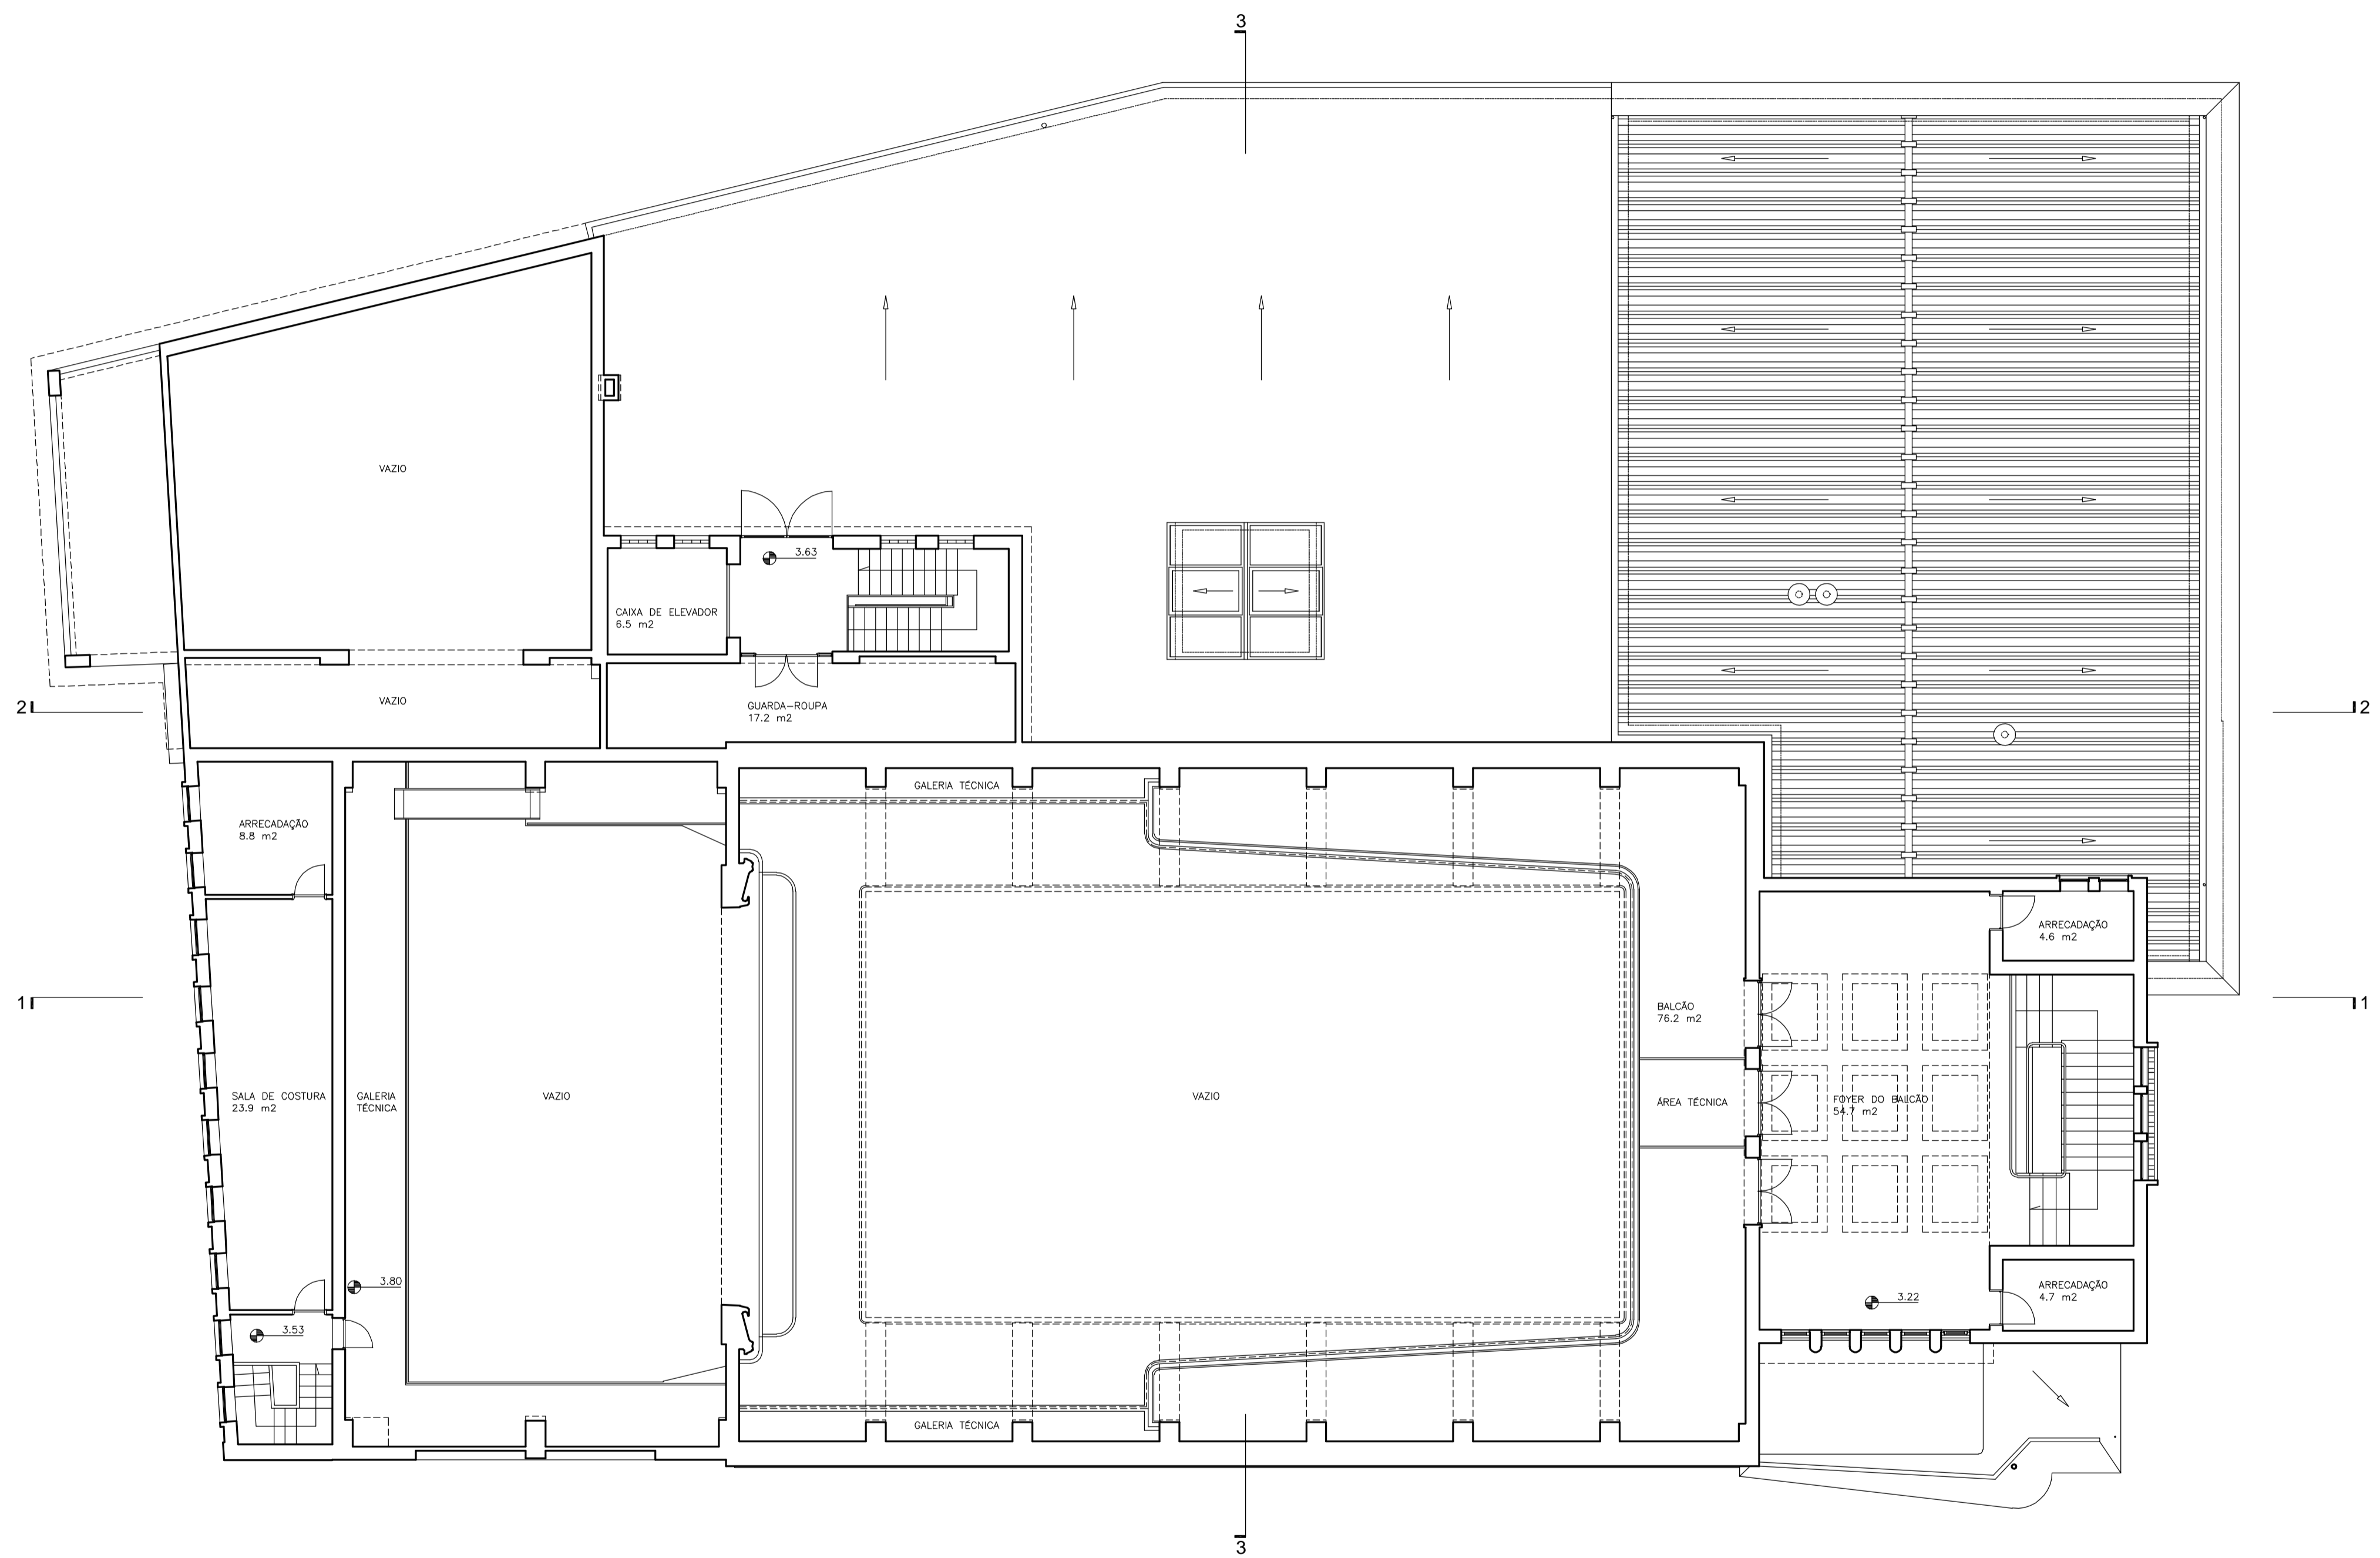 3
VAZIO
3.63
CAIXA DE ELEVADOR
6.5 m2
2
VAZIO
GUARDA-ROUPA
17.2 m2
2
GALERIA TÉCNICA
ARRECADAÇÃO
8.8 m2
ARRECADAÇÃO
4.6 m2
1
BALCÃO
76.2 m2
1
SALA DE COSTURA
23.9 m2
GALERIA
TÉCNICA
VAZIO
VAZIO
ÁREA TÉCNICA
FOYER DO BALCÃO
54.7 m2
3.80
ARRECADAÇÃO
4.7 m2
3.22
3.53
GALERIA TÉCNICA
3